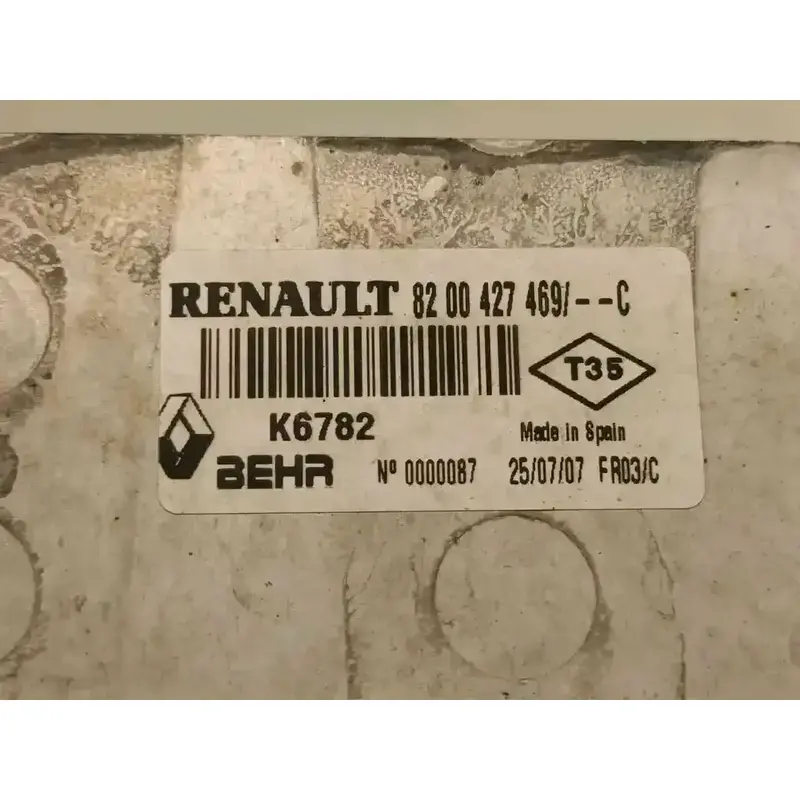 RENAULT 82 00 427 469/--C
T35
K6782
Made in Spain
BEHR Nº 0000087 25/07/07 FR03/C